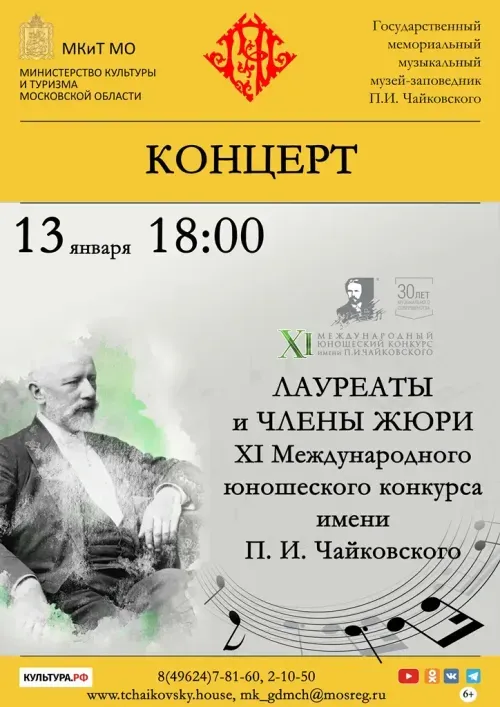 МКиТ МО
МИНИСТЕРСТВО КУЛЬТУРЫ
И ТУРИЗМА
МОСКОВСКОЙ ОБЛАСТИ
Государственный
мемориальный
музыкальный
музей-заповедник
П.И. Чайковского
КОНЦЕРТ
13 января 18:00
30 ЛЕТ
XI МЕЖДУНАРОДНЫЙ
ЮНОШЕСКИЙ КОНКУРС
ИМЕНИ П.И.ЧАЙКОВСКОГО
ЛАУРЕАТЫ
и ЧЛЕНЫ ЖЮРИ
XI Международного
юношеского конкурса
имени
П. И. Чайковского
КУЛЬТУРА.РФ
8(49624)7-81-60, 2-10-50
www.tchaikovsky.house, mk_gdmch@mosreg.ru
6+